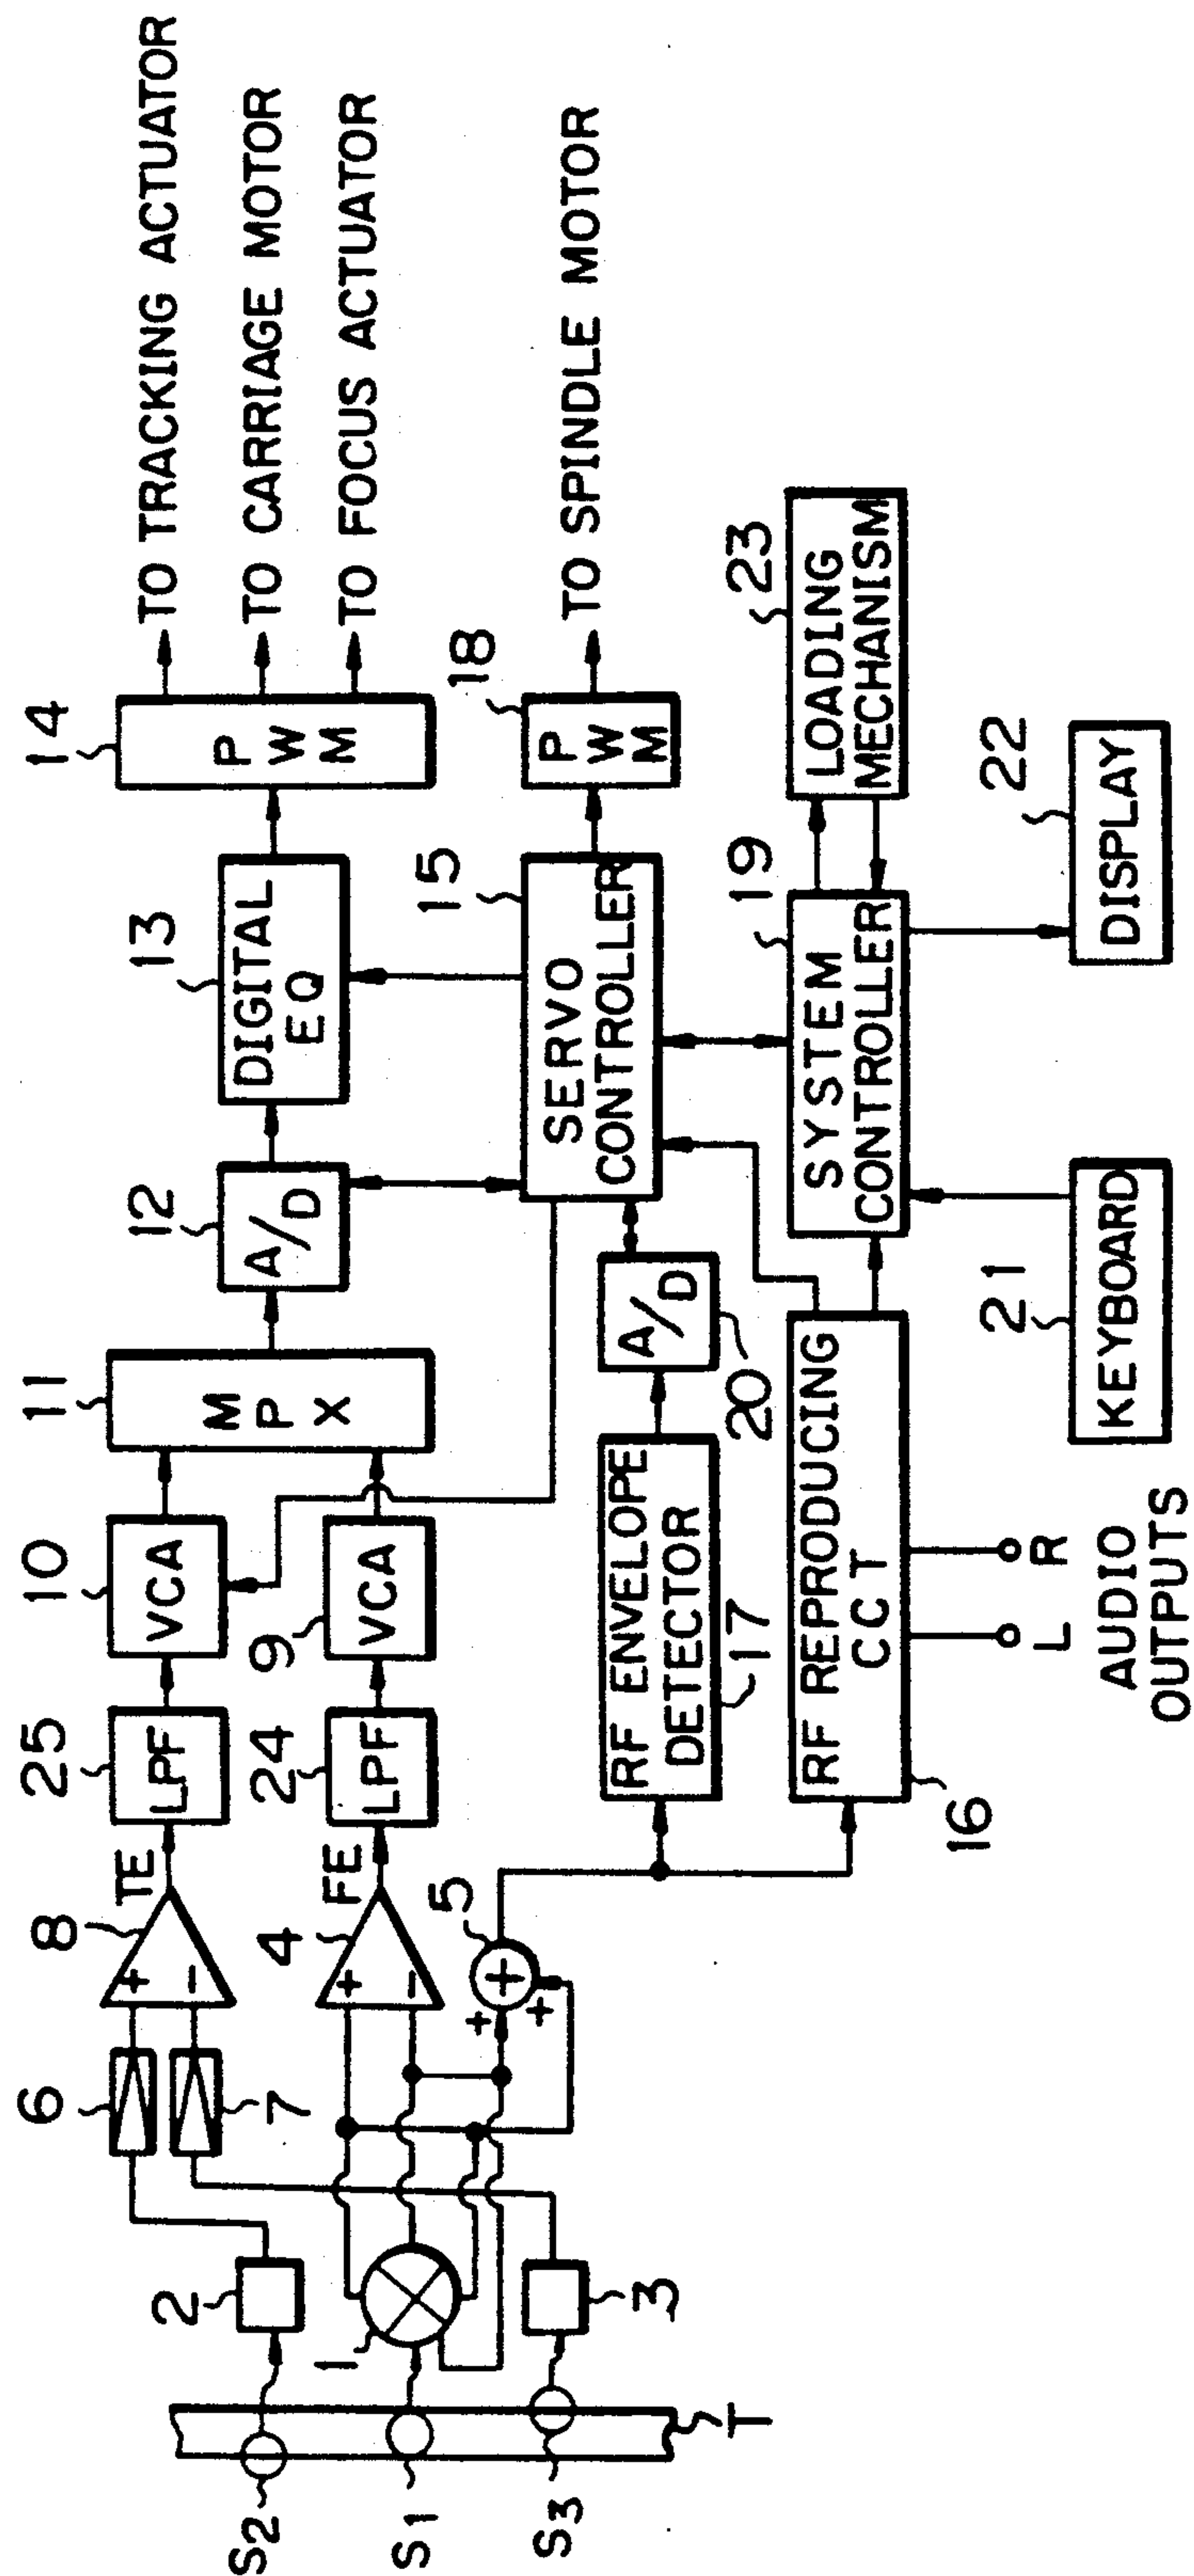 14
TO TRACKING ACTUATOR
TO CARRIAGE MOTOR
TO FOCUS ACTUATOR
P
W
M
13
DIGITAL
EQ
12
A/D
11
M
P
X
10
VCA
9
VCA
25
LPF
24
LPF
TE
FE
8
+
−
4
+
−
6
7
5
+
+
+
2
1
3
S2
S1
S3
T
18
P
W
M
TO SPINDLE MOTOR
15
SERVO
CONTROLLER
20
A/D
RF ENVELOPE
DETECTOR
17
RF REPRODUCING
CCT
16
19
SYSTEM
CONTROLLER
23
LOADING
MECHANISM
22
DISPLAY
21
KEYBOARD
L
R
AUDIO
OUTPUTS